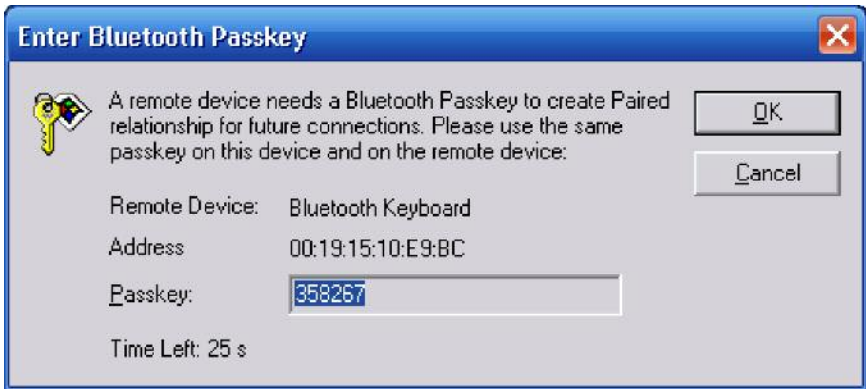 Enter Bluetooth Passkey
A remote device needs a Bluetooth Passkey to create Paired
relationship for future connections. Please use the same
passkey on this device and on the remote device:
OK
Cancel
Remote Device: Bluetooth Keyboard
Address 00:19:15:10:E9:BC
Passkey: 358267
Time Left: 25 s